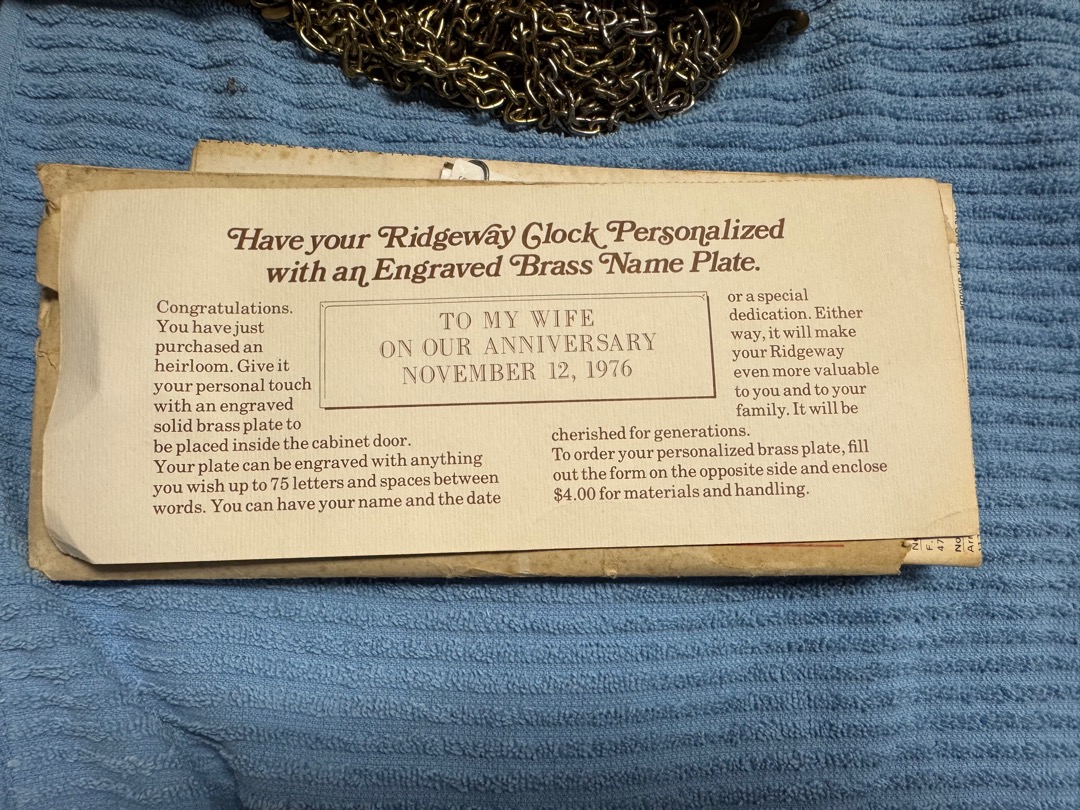 Have your Ridgeway Clock Personalized
with an Engraved Brass Name Plate.
Congratulations.
You have just
purchased an
heirloom. Give it
your personal touch
with an engraved
solid brass plate to
be placed inside the cabinet door.
Your plate can be engraved with anything
you wish up to 75 letters and spaces between
words. You can have your name and the date
TO MY WIFE
ON OUR ANNIVERSARY
NOVEMBER 12, 1976
or a special
dedication. Either
way, it will make
your Ridgeway
even more valuable
to you and to your
family. It will be
cherished for generations.
To order your personalized brass plate, fill
out the form on the opposite side and enclose
$4.00 for materials and handling.